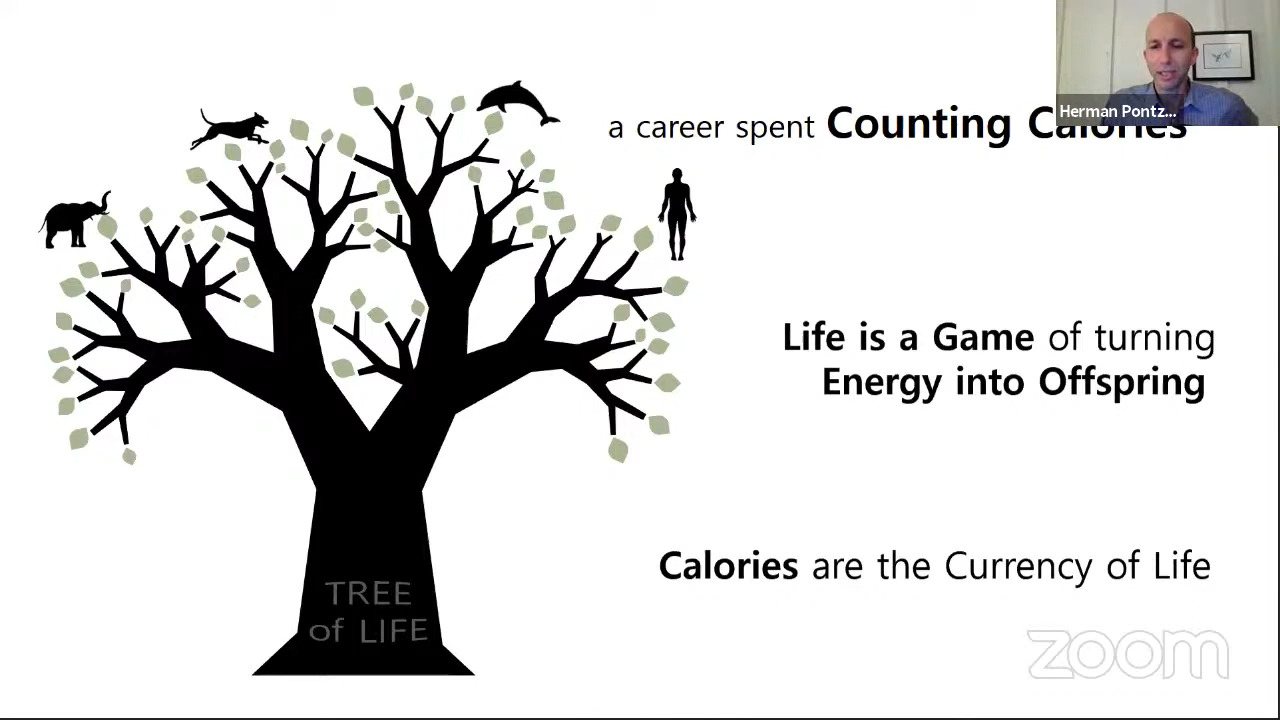 a career spent Counting Calories
Herman Pontz...
Life is a Game of turning
Energy into Offspring
Calories are the Currency of Life
TREE
of LIFE
zoom